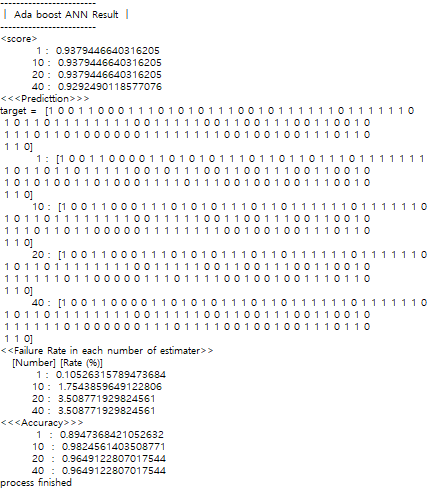 ------------------------
| Ada boost ANN Result |
------------------------
<score>
1 : 0.9379446640316205
10 : 0.9379446640316205
20 : 0.9379446640316205
40 : 0.9292490118577076
<<<Predicttion>>>
target = [1 0 0 1 1 0 0 0 1 1 1 0 1 0 1 0 1 1 1 0 0 1 0 1 1 1 1 1 1 0 1 1 1 1 1 1 0
1 0 1 1 0 1 1 1 1 1 1 1 1 1 0 0 1 1 1 1 1 1 0 0 1 1 0 0 1 1 1 0 0 1 0
1 1 1 0 1 1 0 1 0 0 0 0 0 1 1 1 0 1 1 1 1 0 0 1 0 0 1 0 0 1 1 1 0 1 1 0
1 1 0]
1 : [1 0 0 1 1 0 0 0 0 1 1 0 1 0 1 0 1 1 1 0 1 1 0 1 1 0 1 1 1 0 1 1 1 1 1 1 1
1 0 1 1 0 1 1 0 1 1 1 1 1 0 0 1 1 1 1 1 1 0 0 1 1 0 0 1 1 1 0 0 1 0
1 0 1 0 1 0 0 1 1 0 1 0 0 0 1 1 1 1 0 1 1 1 1 0 0 1 0 0 1 0 0 1 1 1 0 1 1 0
1 1 0]
10 : [1 0 0 1 1 0 0 0 1 1 1 0 1 0 1 0 1 1 1 0 1 1 0 1 1 1 1 1 1 0 1 1 1 1 1 1 0
1 0 1 1 0 1 1 1 1 1 1 1 1 1 0 0 1 1 1 1 1 1 0 0 1 1 0 0 1 1 1 0 0 1 0
1 1 1 0 1 1 0 1 0 0 0 0 0 1 1 1 0 1 1 1 1 0 0 1 0 0 1 0 0 1 1 1 0 1 1 0
1 1 0]
20 : [1 0 0 1 1 0 0 0 1 1 1 0 1 0 1 0 1 1 1 0 1 1 0 1 1 1 1 1 1 0 1 1 1 1 1 1 0
1 0 1 1 0 1 1 1 1 1 1 1 1 1 0 0 1 1 1 1 1 1 0 0 1 1 0 0 1 1 1 0 0 1 0
1 1 1 1 1 1 0 1 0 0 0 0 0 1 1 1 0 1 1 1 1 0 0 1 0 0 1 0 0 1 1 1 0 1 1 0
1 1 0]
40 : [1 0 0 1 1 0 0 0 0 1 1 0 1 0 1 0 1 1 1 0 1 1 0 1 1 1 1 1 1 0 1 1 1 1 1 1 0
1 0 1 1 0 1 1 1 1 1 1 1 1 1 0 0 1 1 1 1 1 1 0 0 1 1 0 0 1 1 1 0 0 1 0
1 1 1 1 1 1 0 1 0 0 0 0 0 1 1 1 0 1 1 1 1 0 0 1 0 0 1 0 0 1 1 1 0 1 1 0
1 1 0]
<<Failure Rate in each number of estimater>>
[Number] [Rate (%)]
1 : 0.10526315789473684
10 : 1.7543859649122806
20 : 3.508771929824561
40 : 3.508771929824561
<<<Accuracy>>>
1 : 0.8947368421052632
10 : 0.9824561403508771
20 : 0.9649122807017544
40 : 0.9649122807017544
process finished